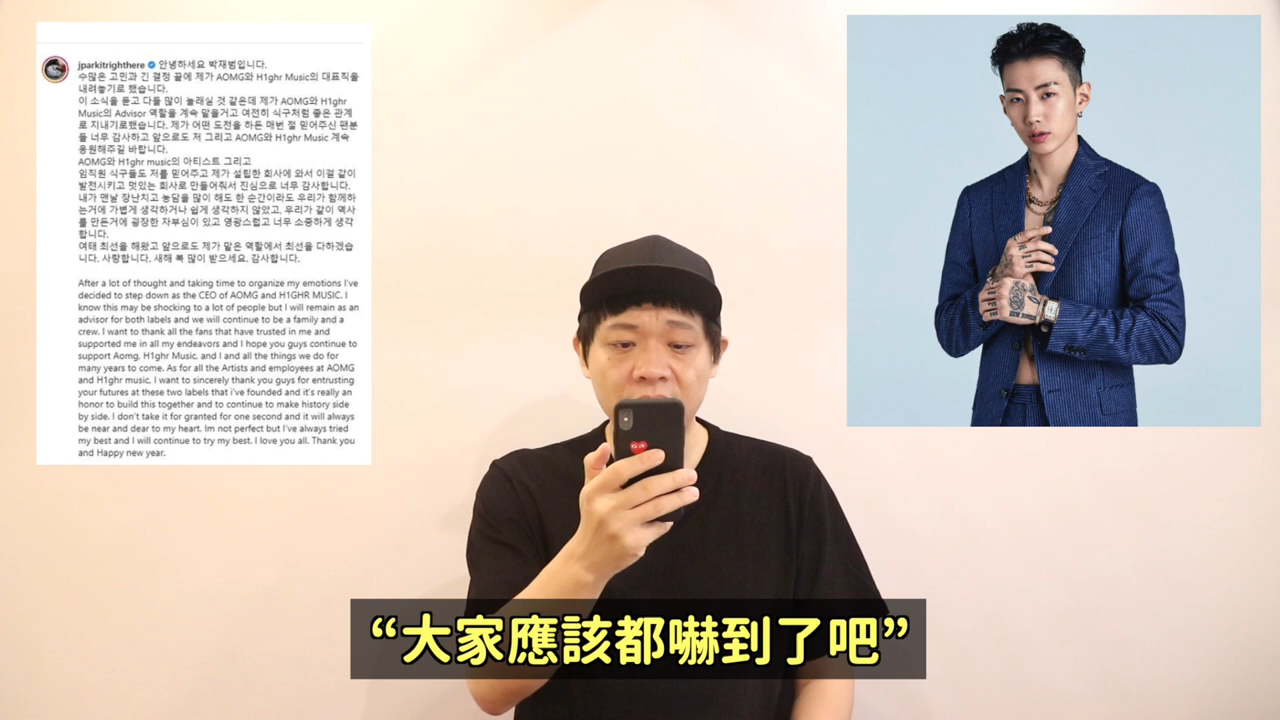 jparkitrighthere 안녕하세요 박재범입니다.
수많은 고민과 긴 결정 끝에 제가 AOMG와 H1ghr Music의 대표직을
내려놓기로 했습니다.
이 소식을 듣고 다들 많이 놀래실 것 같은데 제가 AOMG와 H1ghr
Music의 Advisor 역할을 계속 맡을거고 여전히 식구처럼 좋은 관계
로 지내기로했습니다. 제가 어떤 도전을 하든 매번 절 믿어주신 팬분
들 너무 감사하고 앞으로도 저 그리고 AOMG와 H1ghr Music 계속
응원해주길 바랍니다.
AOMG와 H1ghr music의 아티스트 그리고
임직원 식구들도 저를 믿어주고 제가 설립한 회사에 와서 이걸 같이
발전시키고 멋있는 회사로 만들어줘서 진심으로 너무 감사합니다.
내가 맨날 장난치고 농담을 많이 해도 한 순간이라도 우리가 함께하
는거에 가볍게 생각하거나 쉽게 생각하지 않았고, 우리가 같이 역사
를 만든거에 굉장한 자부심이 있고 영광스럽고 너무 소중하게 생각
합니다.
여태 최선을 해왔고 앞으로도 제가 맡은 역할에서 최선을 다하겠습
니다. 사랑합니다. 새해 복 많이 받으세요. 감사합니다.
After a lot of thought and taking time to organize my emotions I've
decided to step down as the CEO of AOMG and H1GHR MUSIC. I
know this may be shocking to a lot of people but I will remain as an
advisor for both labels and we will continue to be a family and a
crew. I want to thank all the fans that have trusted in me and
supported me in all my endeavors and I hope you guys continue to
support Aomg, H1ghr Music, and I and all the things we do for
many years to come. As for all the Artists and employees at AOMG
and H1ghr music, I want to sincerely thank you guys for entrusting
your futures at these two labels that i've founded and it's really an
honor to build this together and to continue to make history side
by side. I don't take it for granted for one second and it will always
be near and dear to my heart. Im not perfect but I've always tried
my best and I will continue to try my best. I love you all. Thank you
and Happy new year.
“大家應該都嚇到了吧”